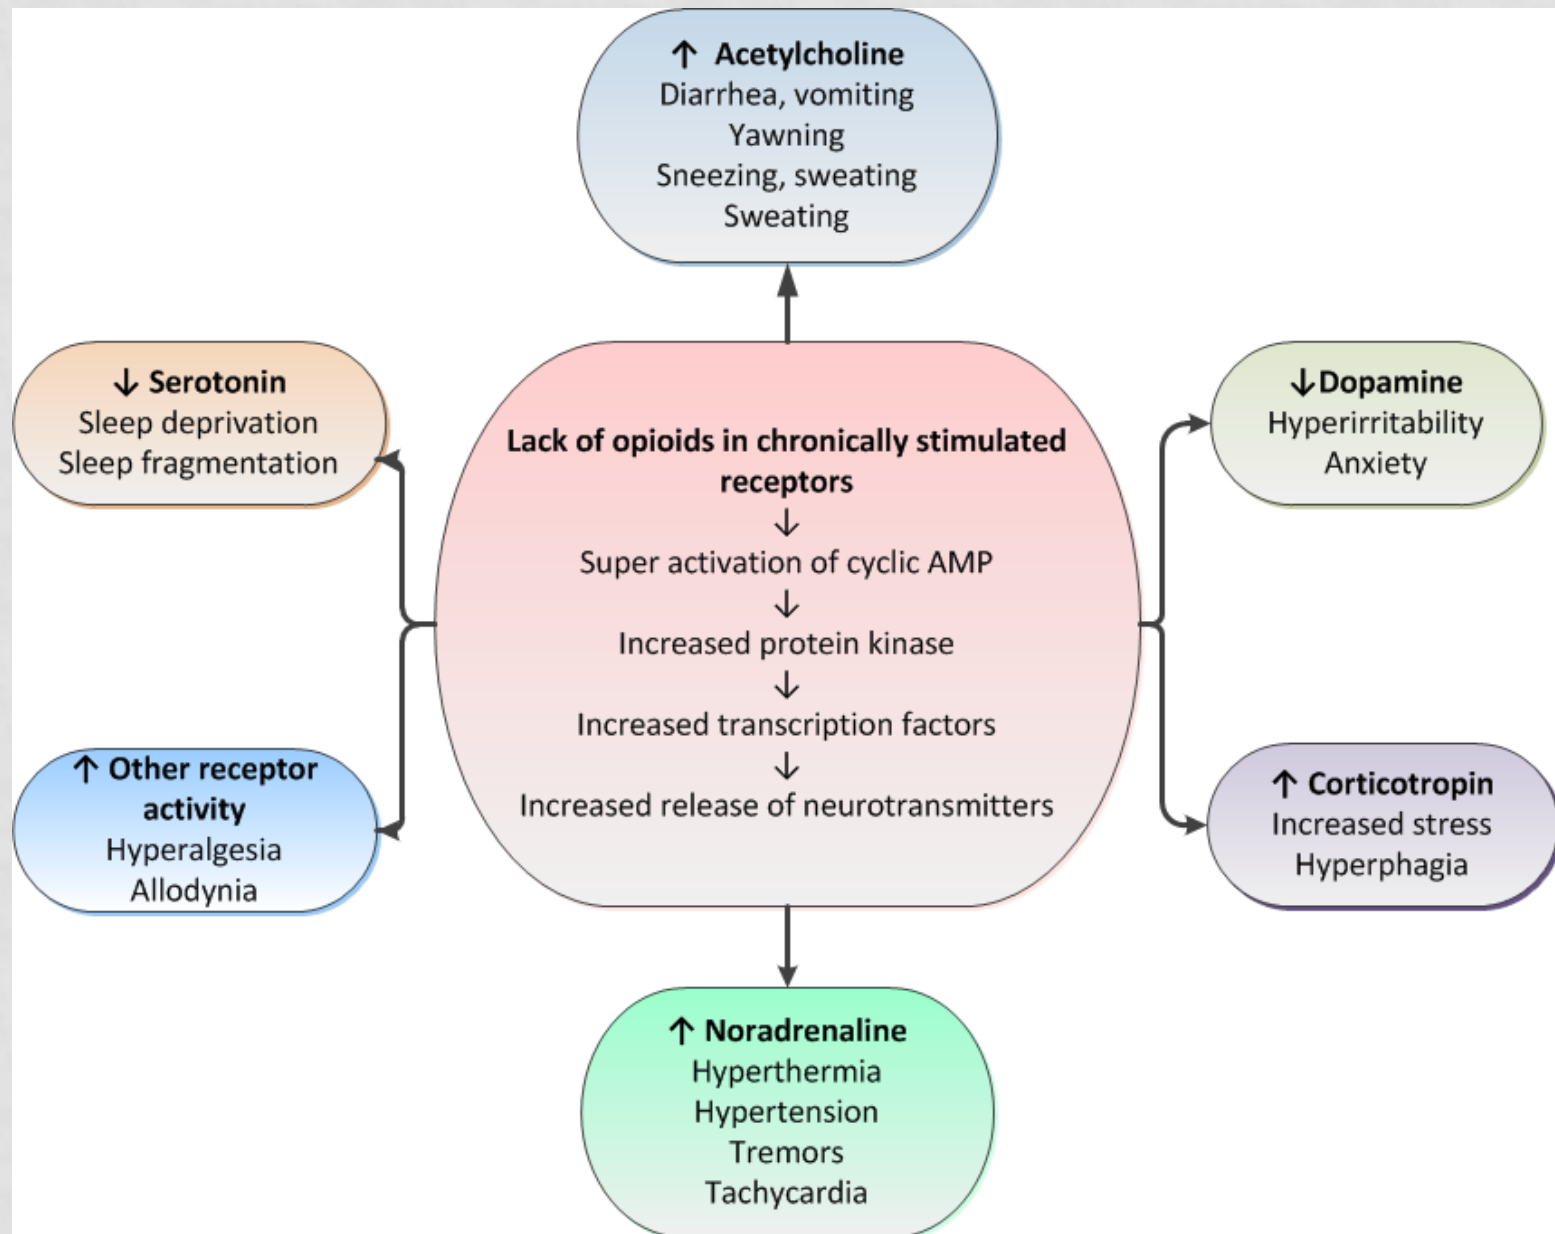 ↑ Acetylcholine
Diarrhea, vomiting
Yawning
Sneezing, sweating
Sweating
↓ Serotonin
Sleep deprivation
Sleep fragmentation
Lack of opioids in chronically stimulated
receptors
↓
Super activation of cyclic AMP
↓
Increased protein kinase
↓
Increased transcription factors
↓
Increased release of neurotransmitters
↓Dopamine
Hyperirritability
Anxiety
↑ Other receptor
activity
Hyperalgesia
Allodynia
↑ Corticotropin
Increased stress
Hyperphagia
↑ Noradrenaline
Hyperthermia
Hypertension
Tremors
Tachycardia